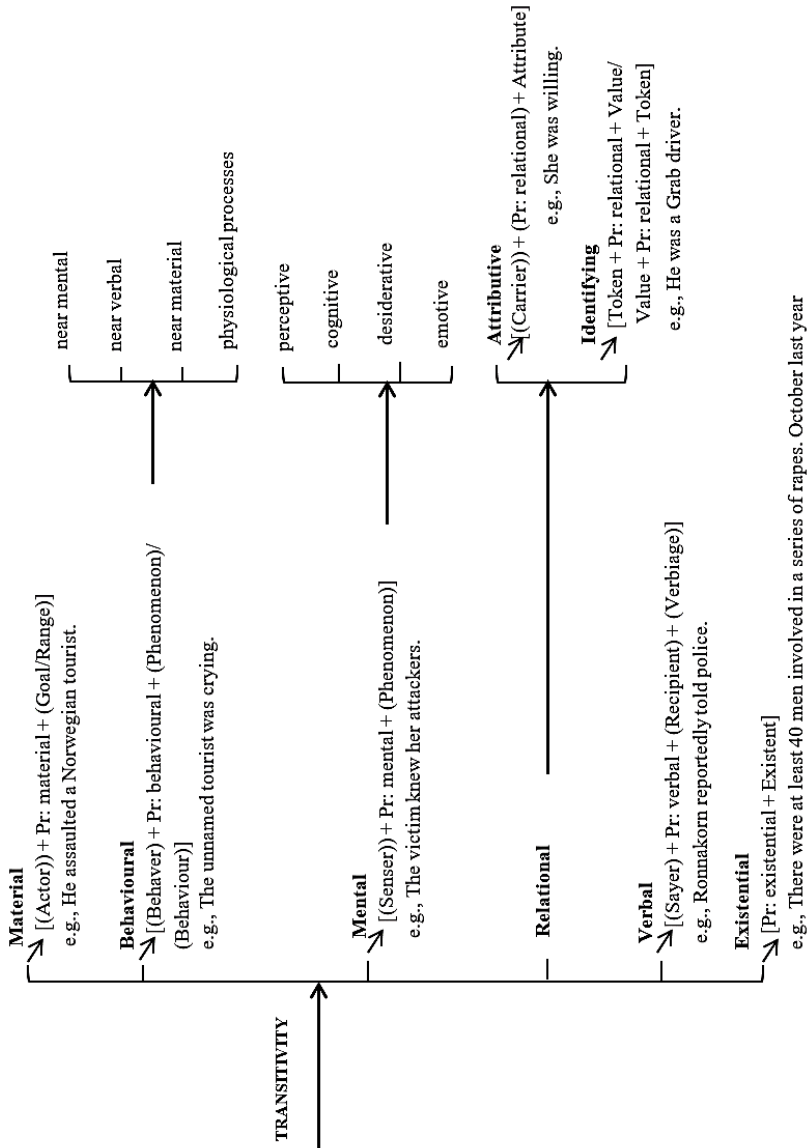 TRANSITIVITY
Material
[(Actor)) + Pr: material + (Goal/Range)]
e.g., He assaulted a Norwegian tourist.
Behavioural
[(Behaver) + Pr: behavioural + (Phenomenon)/
(Behaviour)]
e.g., The unnamed tourist was crying.
near mental
near verbal
near material
physiological processes
Mental
[(Senser)) + Pr: mental + (Phenomenon)]
e.g., The victim knew her attackers.
perceptive
cognitive
desiderative
emotive
Relational
Attributive
[(Carrier)) + (Pr: relational) + Attribute]
e.g., She was willing.
Identifying
[Token + Pr: relational + Value/
Value + Pr: relational + Token]
e.g., He was a Grab driver.
Verbal
[(Sayer) + Pr: verbal + (Recipient) + (Verbiage)]
e.g., Ronnakorn reportedly told police.
Existential
[Pr: existential + Existent]
e.g., There were at least 40 men involved in a series of rapes. October last year